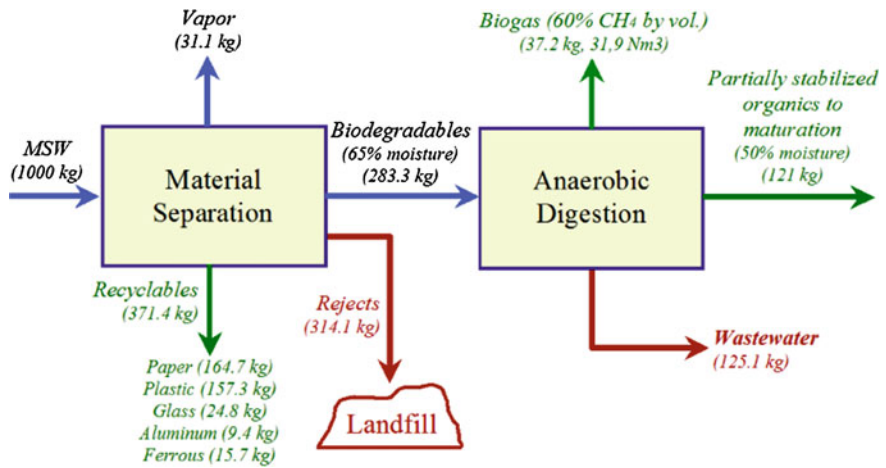 Vapor
(31.1 kg)
Biogas (60% CH4 by vol.)
(37.2 kg, 31,9 Nm3)
Partially stabilized
organics to
maturation
(50% moisture)
(121 kg)
MSW
(1000 kg)
Material
Separation
Biodegradables
(65% moisture)
(283.3 kg)
Anaerobic
Digestion
Recyclables
(371.4 kg)
Rejects
(314.1 kg)
Wastewater
(125.1 kg)
Paper (164.7 kg)
Plastic (157.3 kg)
Glass (24.8 kg)
Aluminum (9.4 kg)
Ferrous (15.7 kg)
Landfill